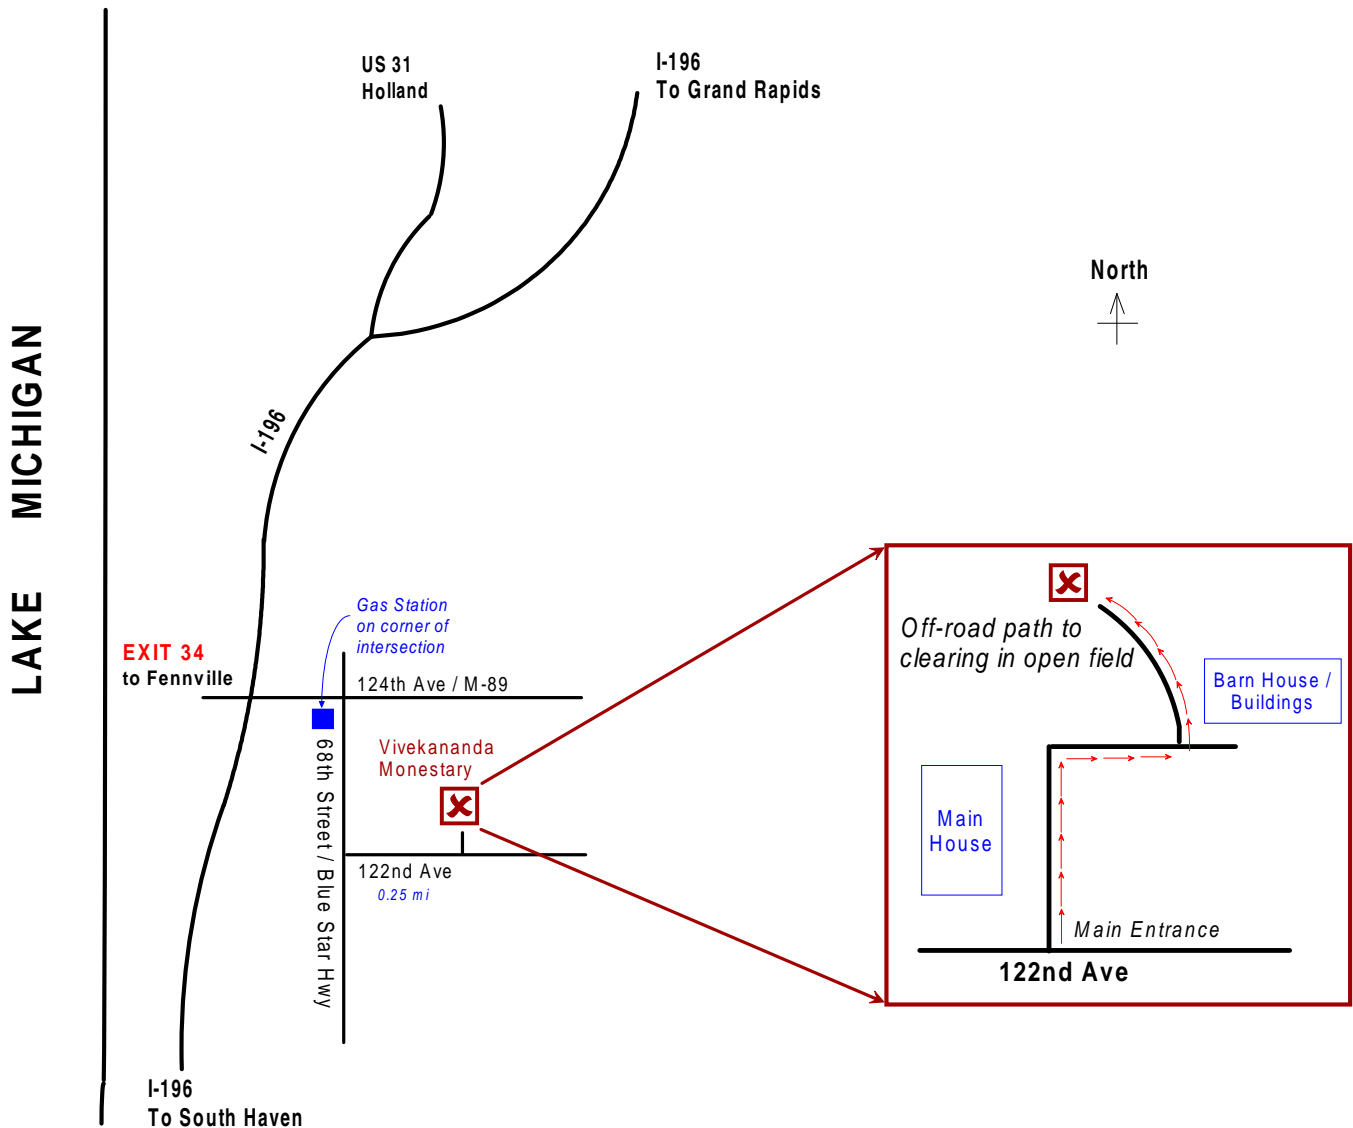 US 31
Holland
I-196
To Grand Rapids
North
LAKE MICHIGAN
I-196
Gas Station
on corner of
intersection
EXIT 34
to Fennville
124th Ave / M-89
68th Street / Blue Star Hwy
Vivekananda
Monestary
122nd Ave
0.25 mi
I-196
To South Haven
Off-road path to
clearing in open field
Barn House /
Buildings
Main
House
Main Entrance
122nd Ave